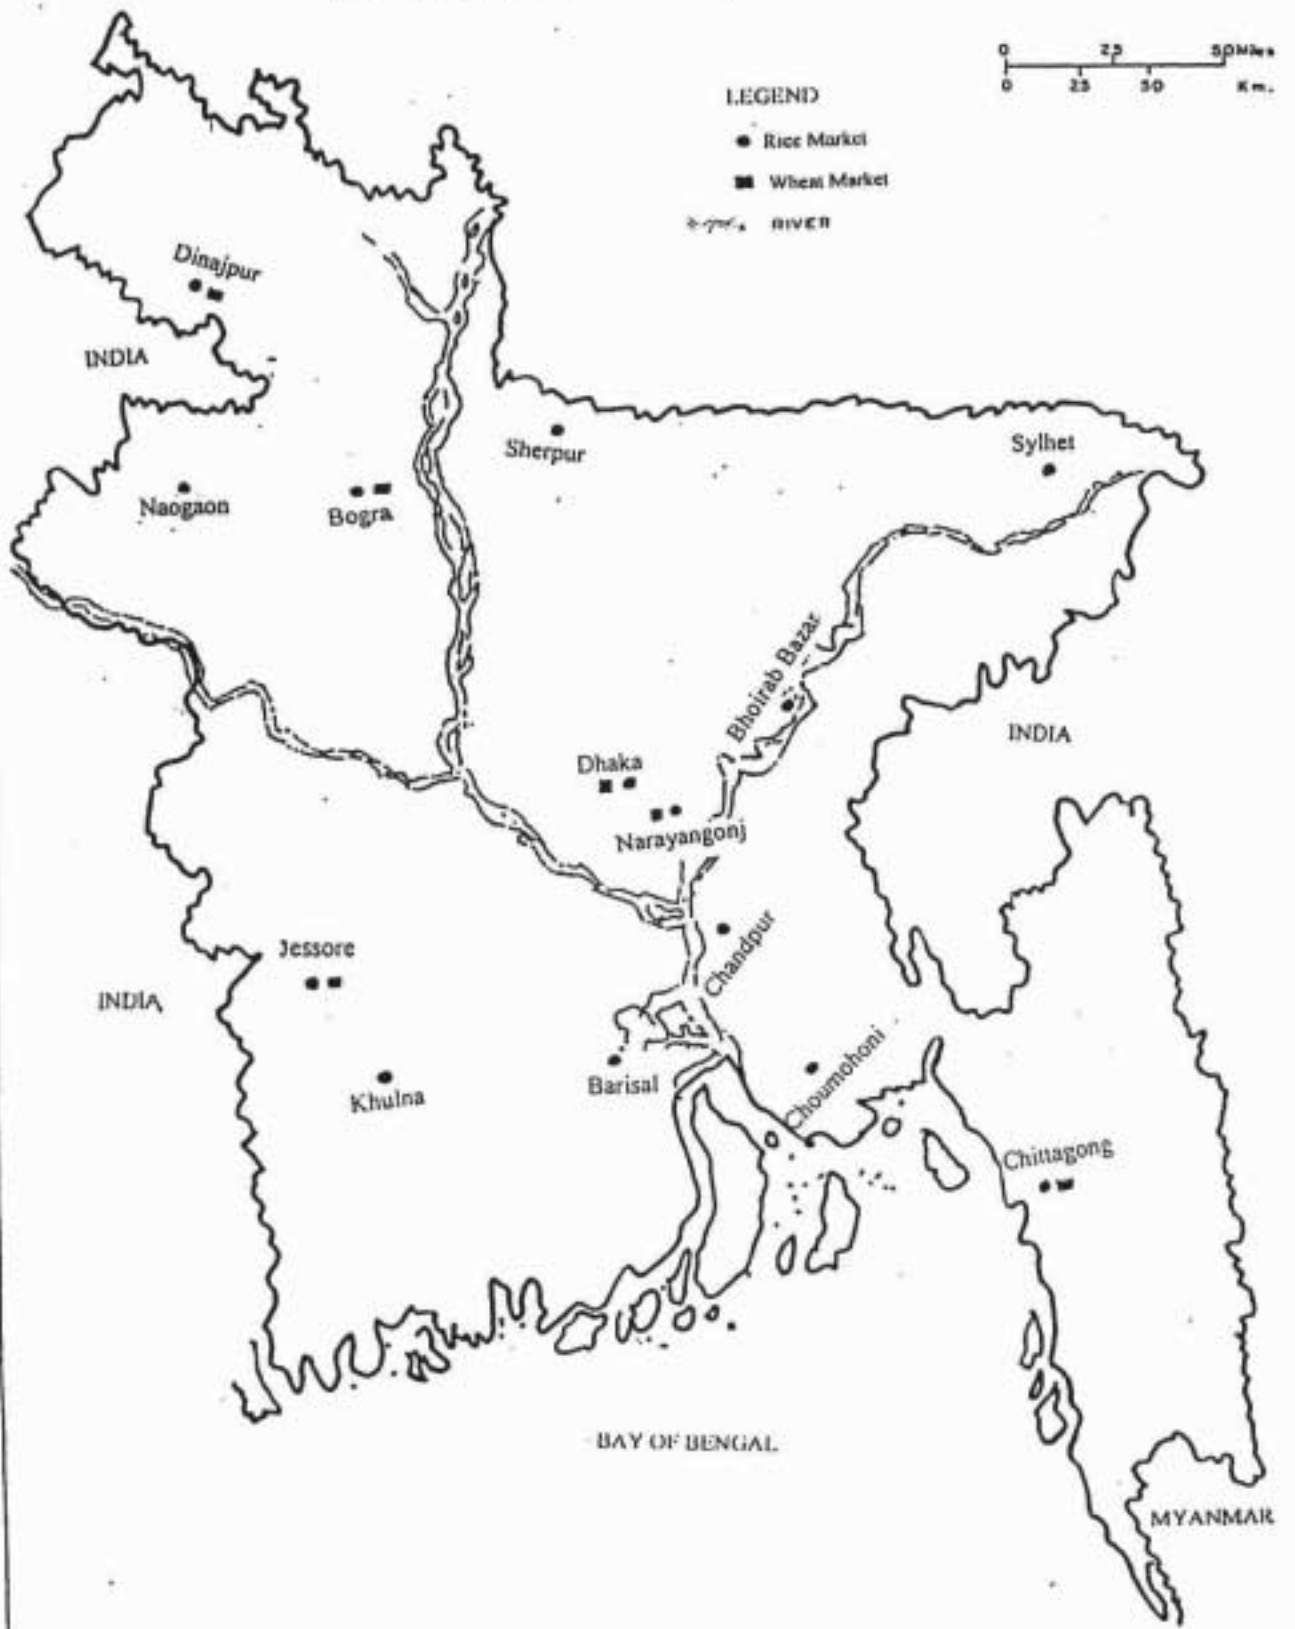 0 25 50 Miles
0 25 50 Km.
LEGEND
Rice Market
Wheat Market
RIVER
Dinajpur
INDIA
Sherpur
Sylhet
Naogaon
Bogra
Bhoirab Bazar
INDIA
Dhaka
Narayangonj
Chandpur
Jessore
INDIA
Choumohoni
Barisal
Khulna
Chittagong
BAY OF BENGAL
MYANMAR